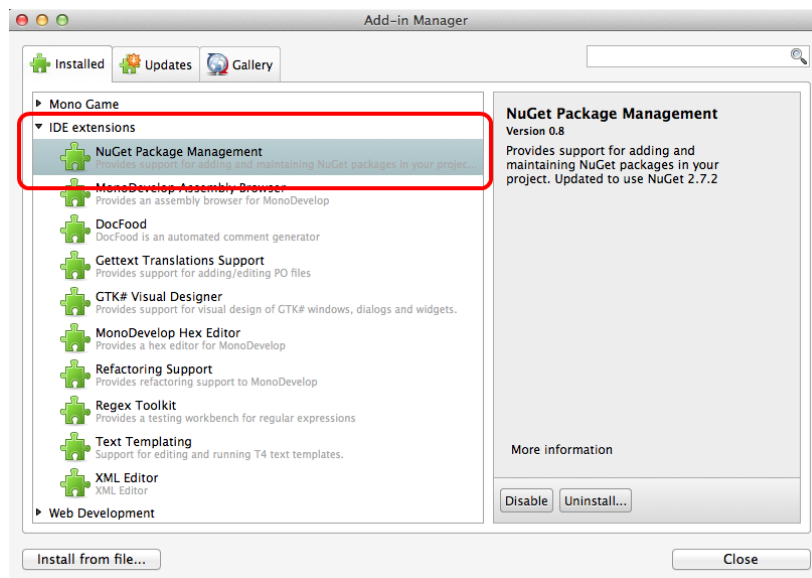 Add-in Manager
Installed
Updates
Gallery
Mono Game
IDE extensions
NuGet Package Management
Provides support for adding and maintaining NuGet packages in your projec...
MonoDevelop Assembly Browser
Provides an assembly browser for MonoDevelop
DocFood
DocFood is an automated comment generator
Gettext Translations Support
Provides support for adding/editing PO files
GTK# Visual Designer
Provides support for visual design of GTK# windows, dialogs and widgets.
MonoDevelop Hex Editor
Provides a hex editor for MonoDevelop
Refactoring Support
Provides refactoring support to MonoDevelop
Regex Toolkit
Provides a testing workbench for regular expressions
Text Templating
Support for editing and running T4 text templates.
XML Editor
XML Editor
Web Development
NuGet Package Management
Version 0.8
Provides support for adding and
maintaining NuGet packages in your
project. Updated to use NuGet 2.7.2
More information
Disable
Uninstall...
Install from file...
Close